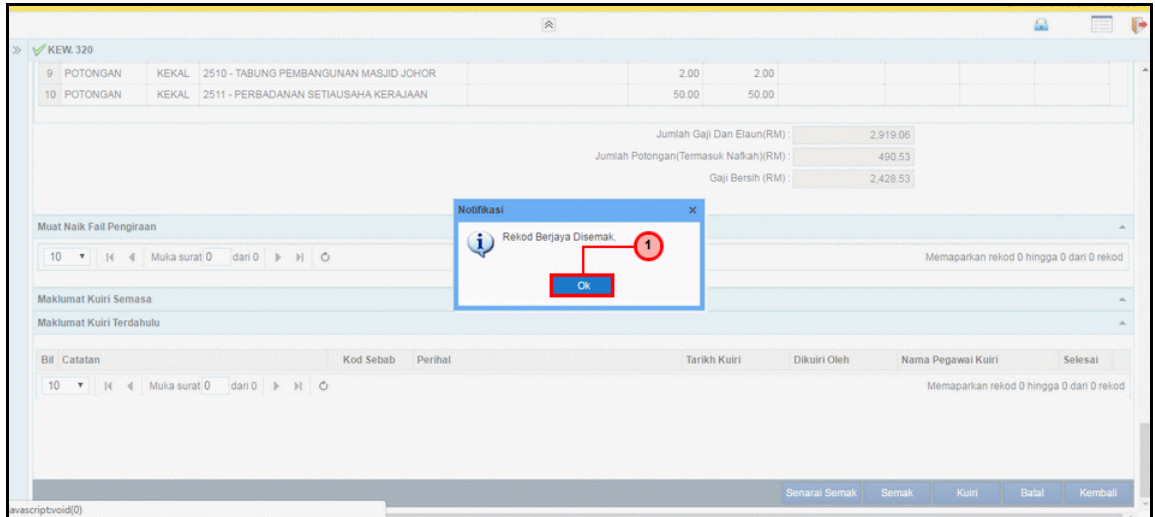 KEW. 320
9 POTONGAN KEKAL 2510 - TABUNG PEMBANGUNAN MASJID JOHOR 2.00 2.00
10 POTONGAN KEKAL 2511 - PERBADANAN SETIAUSAHA KERAJAAN 50.00 50.00
Jumlah Gaji Dan Elaun(RM) : 2,919.06
Jumlah Potongan(Termasuk Nafkah)(RM) : 490.53
Gaji Bersih (RM) : 2,428.53
Notifikasi x
Rekod Berjaya Disemak.
1
Ok
Muat Naik Fail Pengiraan
10 Muka surat 0 dari 0 Memaparkan rekod 0 hingga 0 dari 0 rekod
Maklumat Kuiri Semasa
Maklumat Kuiri Terdahulu
Bil Catatan Kod Sebab Perihal Tarikh Kuiri Dikuiri Oleh Nama Pegawai Kuiri Selesai
10 Muka surat 0 dari 0 Memaparkan rekod 0 hingga 0 dari 0 rekod
Senarai Semak Semak Kuiri Batal Kembali
avascript:void(0)